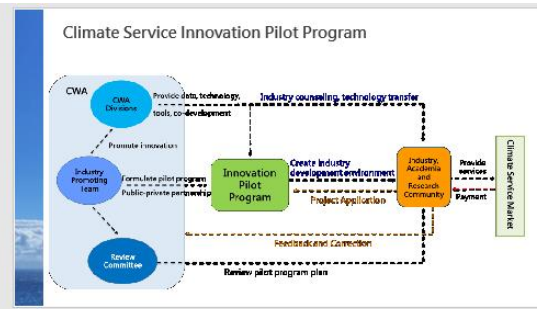 Climate Service Innovation Pilot Program
CWA
CWA
Divisions
Provide data, technology,
tools, co-development
Industry counseling, technology transfer
Promote innovation
Industry
Promoting
Team
Formulate pilot program
Public-private partnership
Innovation
Pilot
Program
Create industry
development environment
Project Application
Industry,
Academia
and
Research
Community
Provide
services
Payment
Climate Service Market
Feedback and Correction
Review
Committee
Review pilot program plan